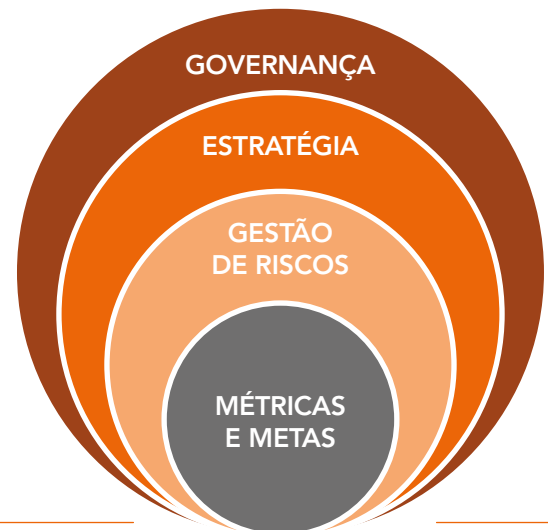 GOVERNANÇA
ESTRATÉGIA
GESTÃO
DE RISCOS
MÉTRICAS
E METAS